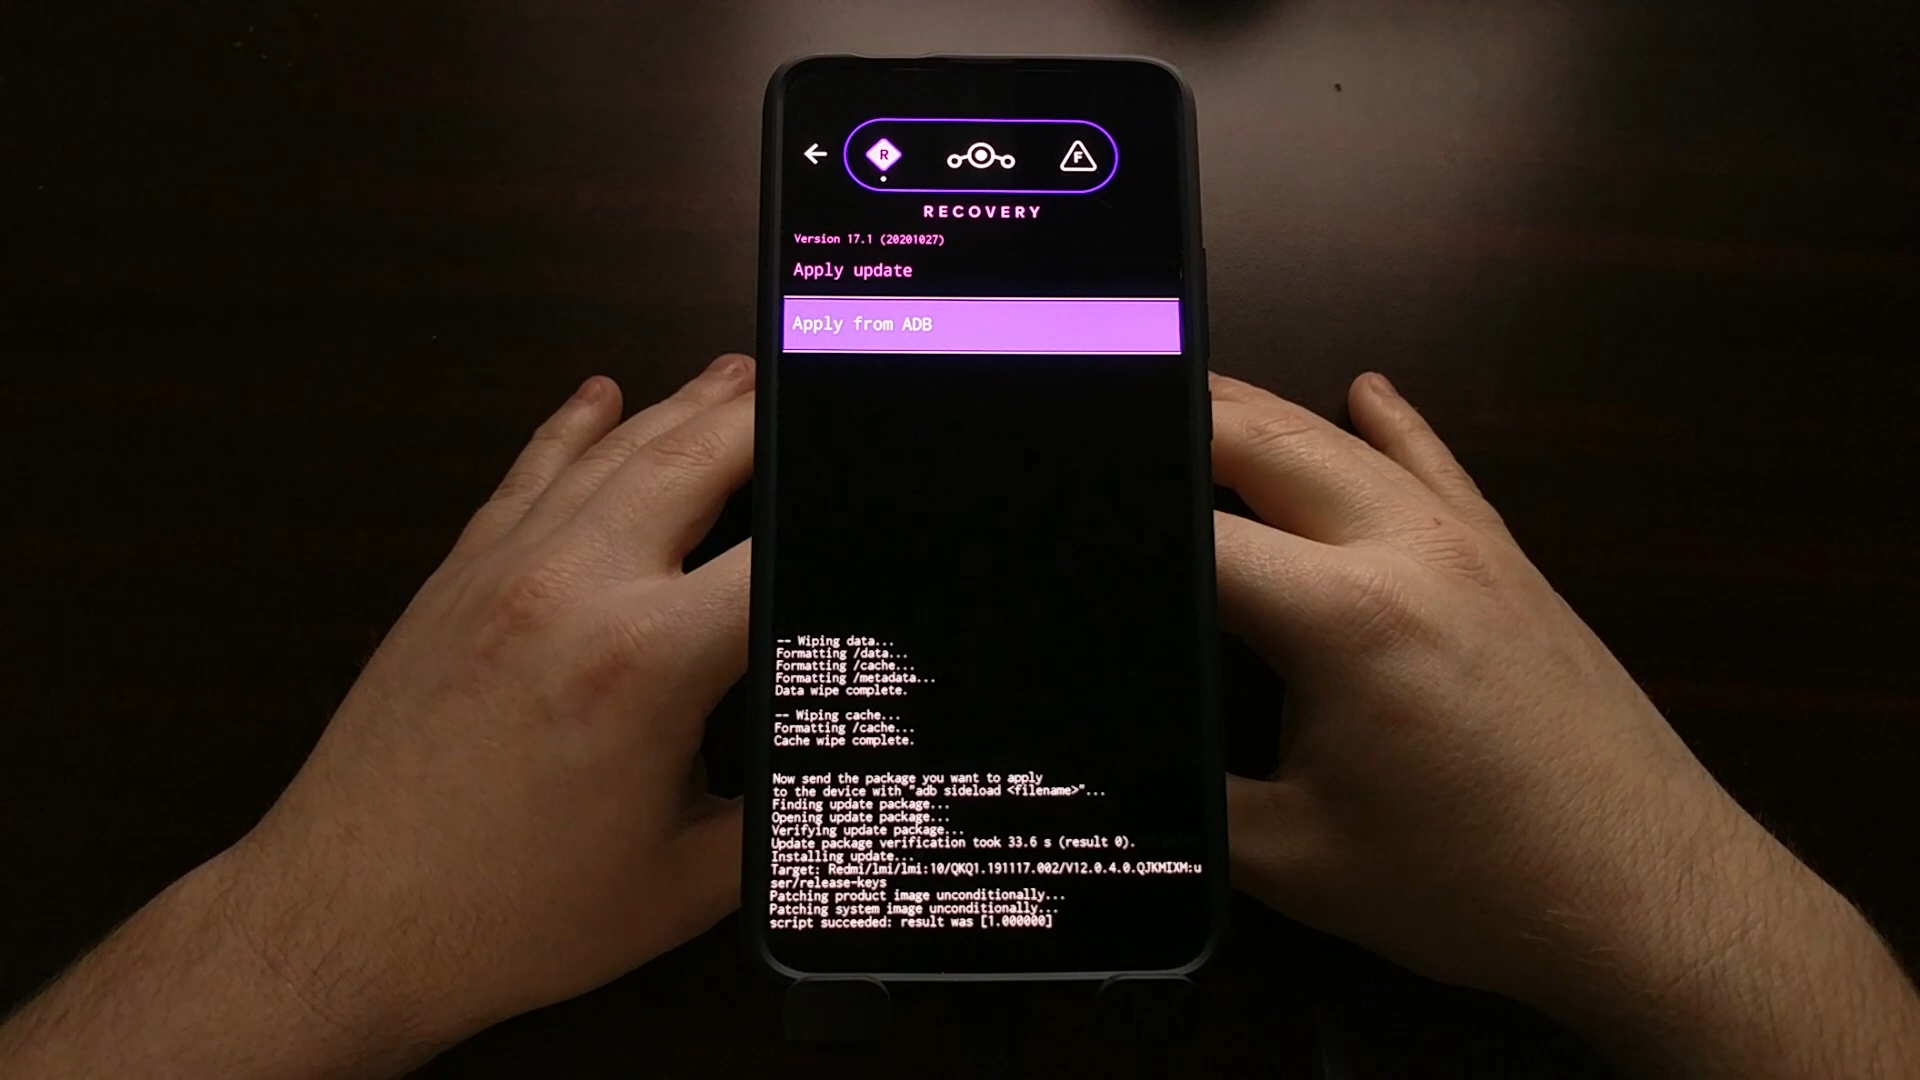 R
F
RECOVERY
Version 17.1 (20201027)
Apply update
Apply from ADB
-- Wiping data...
Formatting /data...
Formatting /cache...
Formatting /metadata...
Data wipe complete.
-- Wiping cache...
Formatting /cache...
Cache wipe complete.
Now send the package you want to apply
to the device with "adb sideload <filename>"...
Finding update package...
Opening update package...
Verifying update package...
Update package verification took 33.6 s (result 0).
Installing update...
Target: Redmi/lmi/lmi:10/QKQ1.191117.002/V12.0.4.0.QJKMIXM:u
ser/release-keys
Patching product image unconditionally...
Patching system image unconditionally...
script succeeded: result was [1.000000]